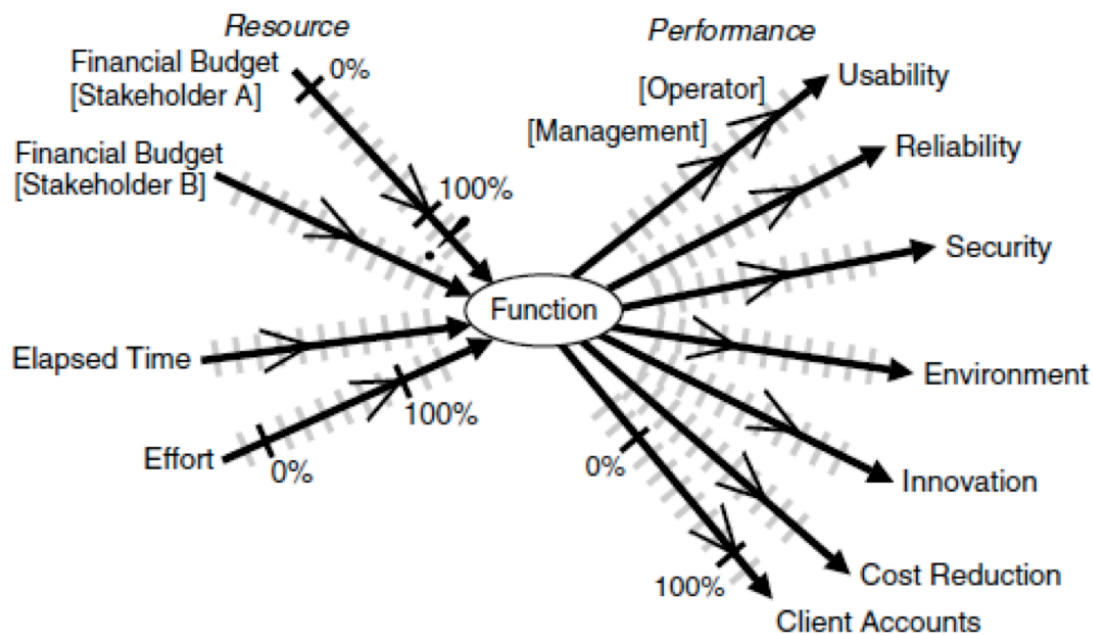 Resource
Performance
Financial Budget
[Stakeholder A]
0%
Financial Budget
[Stakeholder B]
100%
Elapsed Time
Effort
0%
100%
Function
[Operator]
[Management]
Usability
Reliability
Security
Environment
Innovation
Cost Reduction
Client Accounts
0%
100%